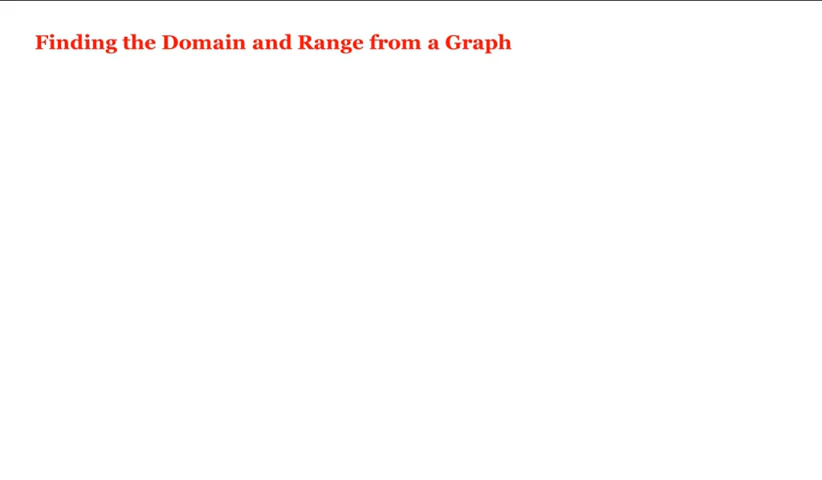 Finding the Domain and Range from a Graph